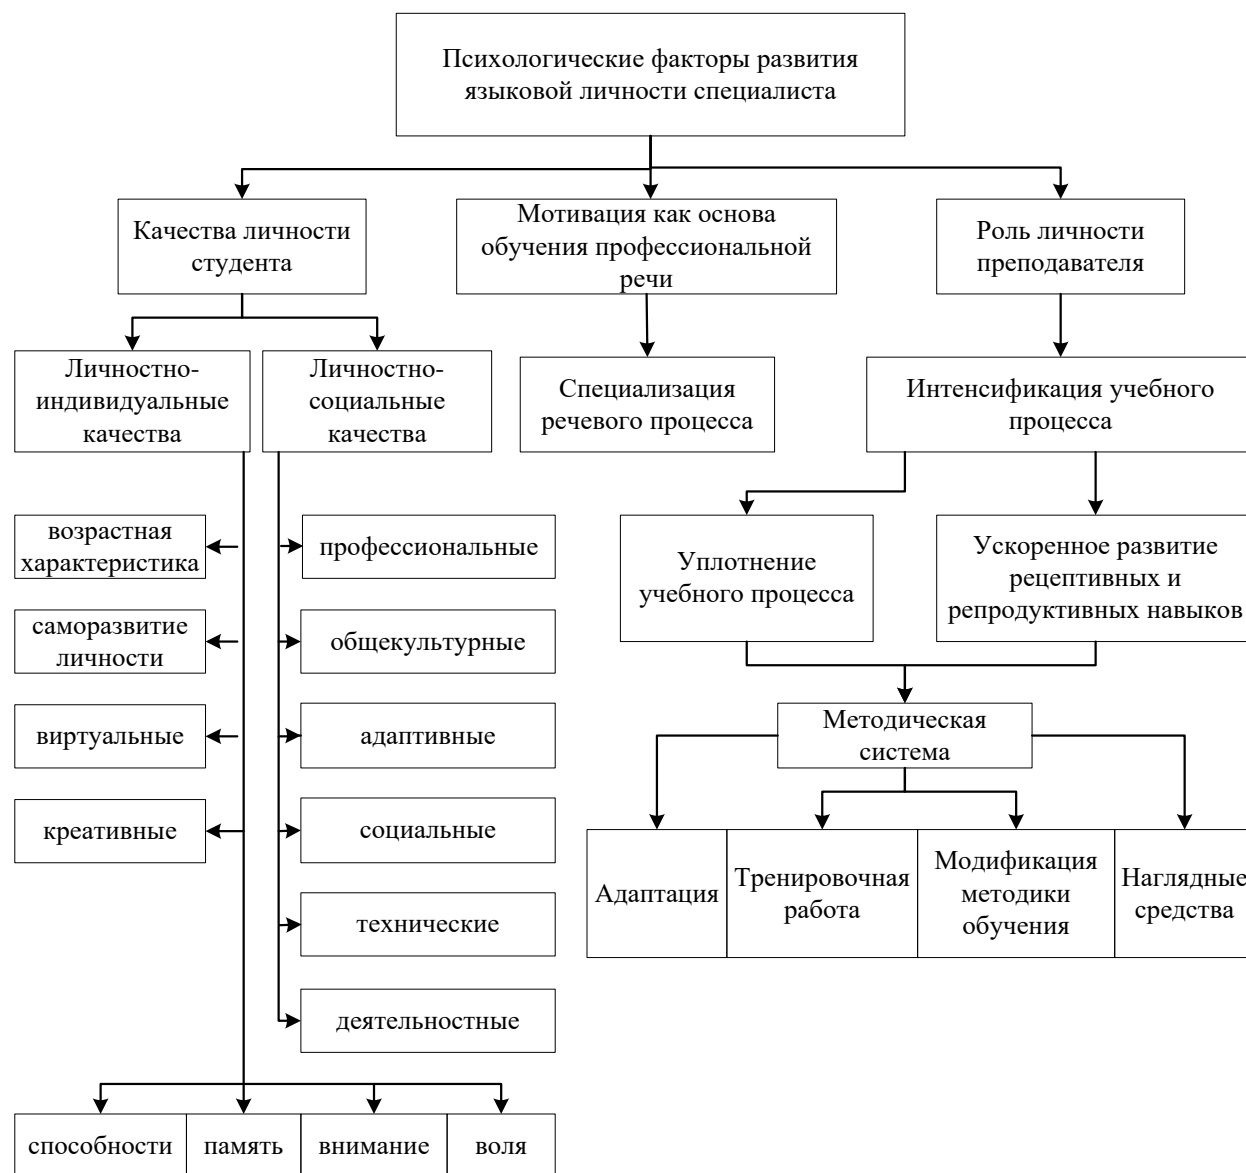 Психологические факторы развития
языковой личности специалиста
Качества личности
студента
Мотивация как основа
обучения профессиональной
речи
Роль личности
преподавателя
Личностно-
индивидуальные
качества
Личностно-
социальные
качества
Специализация
речевого процесса
Интенсификация учебного
процесса
возрастная
характеристика
саморазвитие
личности
виртуальные
креативные
профессиональные
общекультурные
адаптивные
социальные
технические
деятельностные
Уплотнение
учебного процесса
Ускоренное развитие
рецептивных и
репродуктивных навыков
Методическая
система
Адаптация
Тренировочная
работа
Модификация
методики
обучения
Наглядные
средства
способности
память
внимание
воля